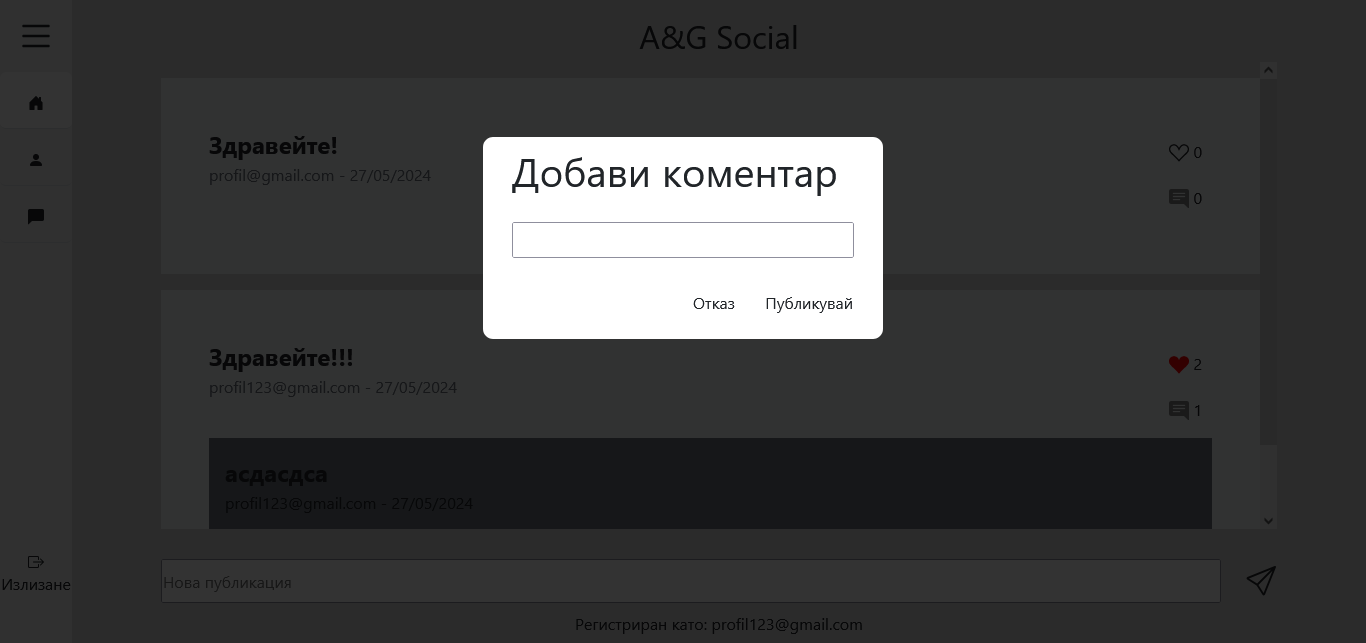 A&G Social
Здравейте!
profil@gmail.com - 27/05/2024
0
0
Добави коментар
Отказ Публикувай
Здравейте!!!
profil123@gmail.com - 27/05/2024
2
1
асдасдса
profil123@gmail.com - 27/05/2024
Излизане
Нова публикация
Регистриран като: profil123@gmail.com